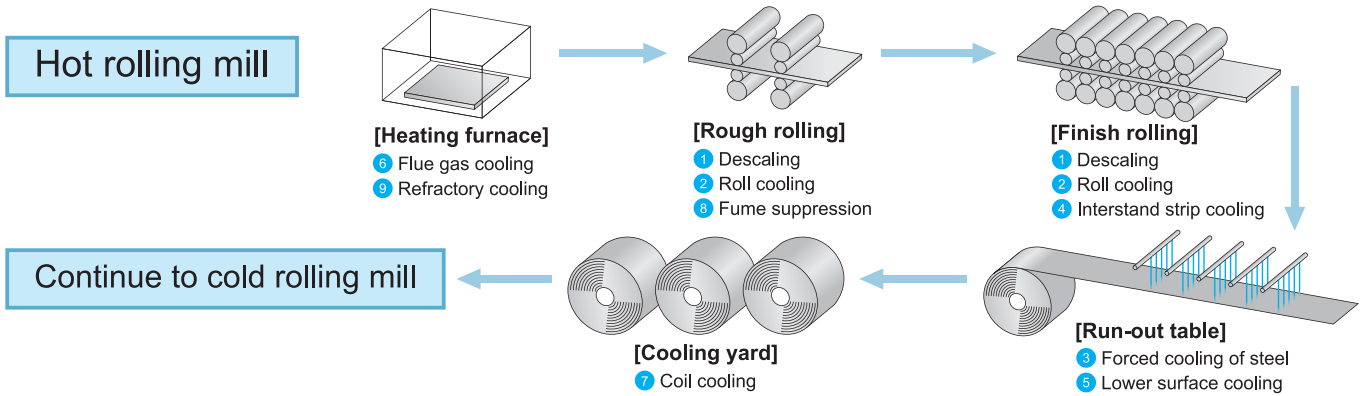 Hot rolling mill
[Heating furnace]
6 Flue gas cooling
9 Refractory cooling
[Rough rolling]
1 Descaling
2 Roll cooling
8 Fume suppression
[Finish rolling]
1 Descaling
2 Roll cooling
4 Interstand strip cooling
[Run-out table]
3 Forced cooling of steel
5 Lower surface cooling
[Cooling yard]
7 Coil cooling
Continue to cold rolling mill